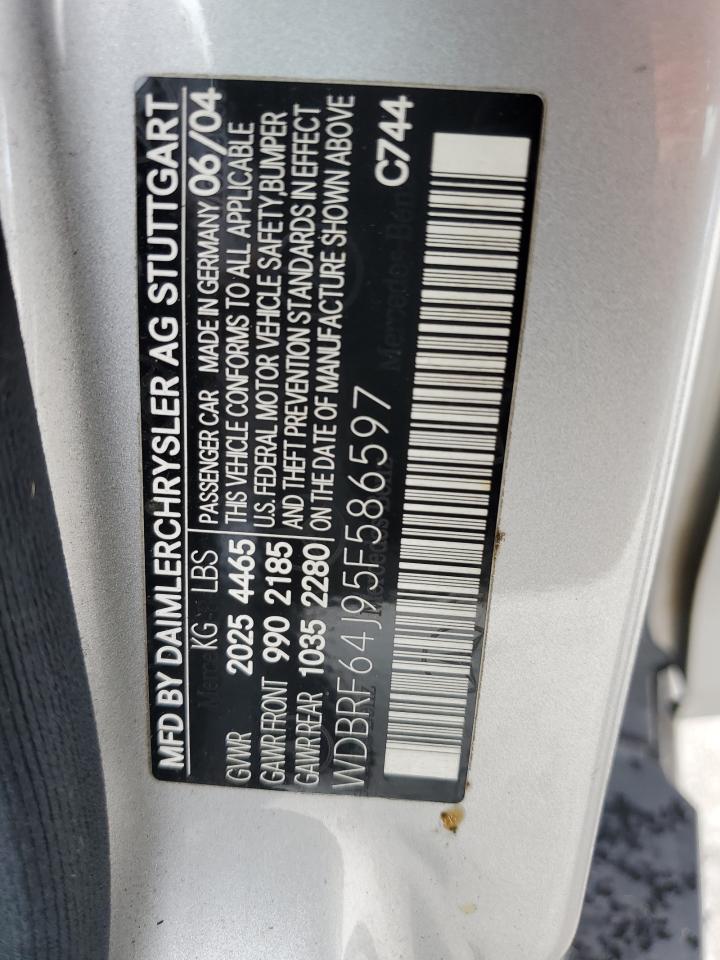 MFD BY DAIMLERCHRYSLER AG STUTTGART
KG LBS PASSENGER CAR MADE IN GERMANY 06/04
GVWR 2025 4465 THIS VEHICLE CONFORMS TO ALL APPLICABLE
GAWR FRONT 990 2185 U.S. FEDERAL MOTOR VEHICLE SAFETY,BUMPER
GAWR REAR 1035 2280 AND THEFT PREVENTION STANDARDS IN EFFECT
ON THE DATE OF MANUFACTURE SHOWN ABOVE
WDBRF64J95F586597 C744